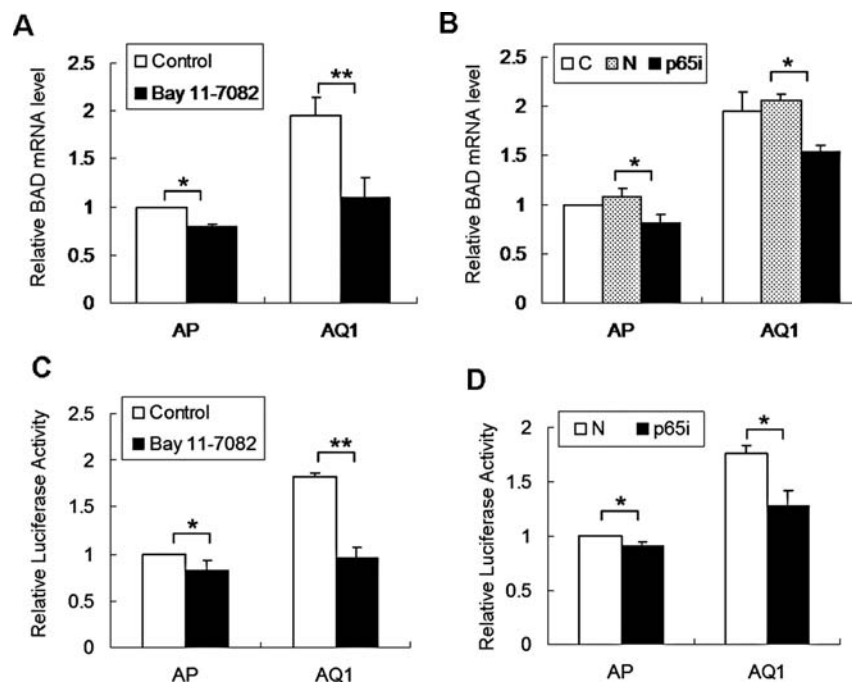 A
Relative BAD mRNA level
2.5
2
1.5
1
0.5
0
Control
Bay 11-7082
*
**
AP
AQ1
B
Relative BAD mRNA level
2.5
2
1.5
1
0.5
0
C N p65i
*
*
AP
AQ1
C
Relative Luciferase Activity
2.5
2
1.5
1
0.5
0
Control
Bay 11-7082
*
**
AP
AQ1
D
Relative Luciferase Activity
2
1.5
1
0.5
0
N p65i
*
*
AP
AQ1